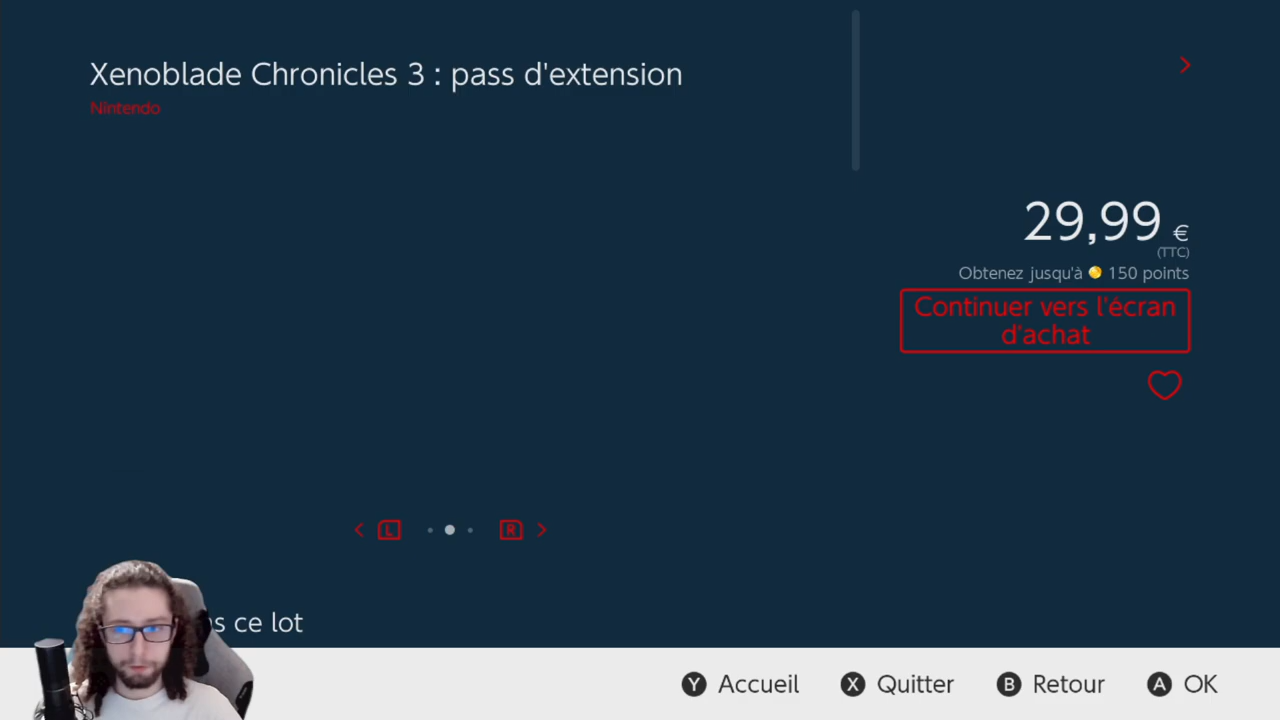 Xenoblade Chronicles 3 : pass d'extension
Nintendo
29,99 €
(TTC)
Obtenez jusqu'à 150 points
Continuer vers l'écran
d'achat
L R
ce lot
Y Accueil X Quitter B Retour A OK